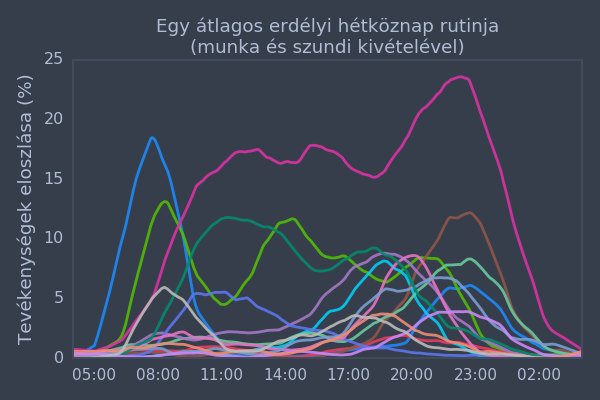 Egy átlagos erdélyi hétköznap rutinja
(munka és szundi kivételével)
Tevékenységek eloszlása (%)
25
20
15
10
5
0
05:00 08:00 11:00 14:00 17:00 20:00 23:00 02:00